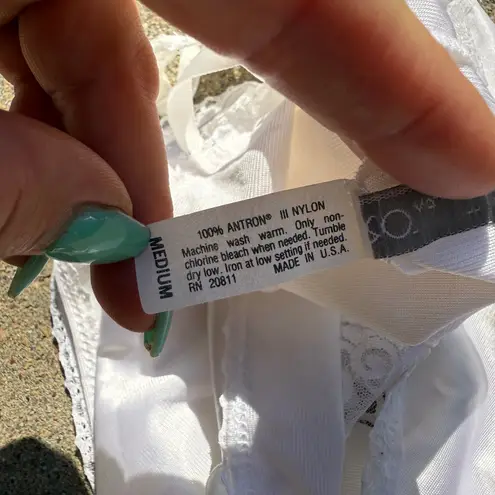 100% ANTRON® III NYLON
Machine wash warm. Only non-
chlorine bleach when needed. Tumble
dry low. Iron at low setting if needed.
RN 20811 MADE IN U.S.A.
MEDIUM